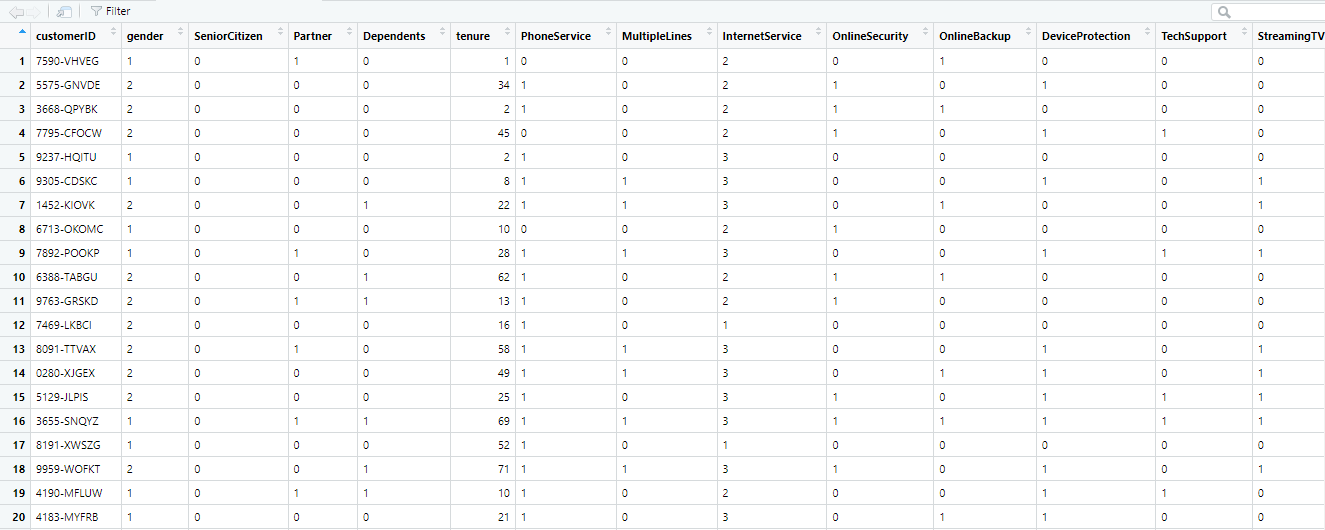 Filter
customerID gender SeniorCitizen Partner Dependents tenure PhoneService MultipleLines InternetService OnlineSecurity OnlineBackup DeviceProtection TechSupport StreamingTV
1 7590-VHVEG 1 0 1 0 1 0 0 2 0 1 0 0 0
2 5575-GNVDE 2 0 0 0 34 1 0 2 1 0 1 0 0
3 3668-QPYBK 2 0 0 0 2 1 0 2 1 1 0 0 0
4 7795-CFOCW 2 0 0 0 45 0 0 2 1 0 1 1 0
5 9237-HQITU 1 0 0 0 2 1 0 3 0 0 0 0 0
6 9305-CDSKC 1 0 0 0 8 1 1 3 0 0 1 0 1
7 1452-KIOVK 2 0 0 1 22 1 1 3 0 1 0 0 1
8 6713-OKOMC 1 0 0 0 10 0 0 2 1 0 0 0 0
9 7892-POOKP 1 0 1 0 28 1 1 3 0 0 1 1 1
10 6388-TABGU 2 0 0 1 62 1 0 2 1 1 0 0 0
11 9763-GRSKD 2 0 1 1 13 1 0 2 1 0 0 0 0
12 7469-LKBCI 2 0 0 0 16 1 0 1 0 0 0 0 0
13 8091-TTVAX 2 0 1 0 58 1 1 3 0 0 1 0 1
14 0280-XJGEX 2 0 0 0 49 1 1 3 0 1 1 0 1
15 5129-JLPIS 2 0 0 0 25 1 0 3 1 0 1 1 1
16 3655-SNQYZ 1 0 1 1 69 1 1 3 1 1 1 1 1
17 8191-XWSZG 1 0 0 0 52 1 0 1 0 0 0 0 0
18 9959-WOFKT 2 0 0 1 71 1 1 3 1 0 1 0 1
19 4190-MFLUW 1 0 1 1 10 1 0 2 0 0 1 1 0
20 4183-MYFRB 1 0 0 0 21 1 0 3 0 1 1 0 0